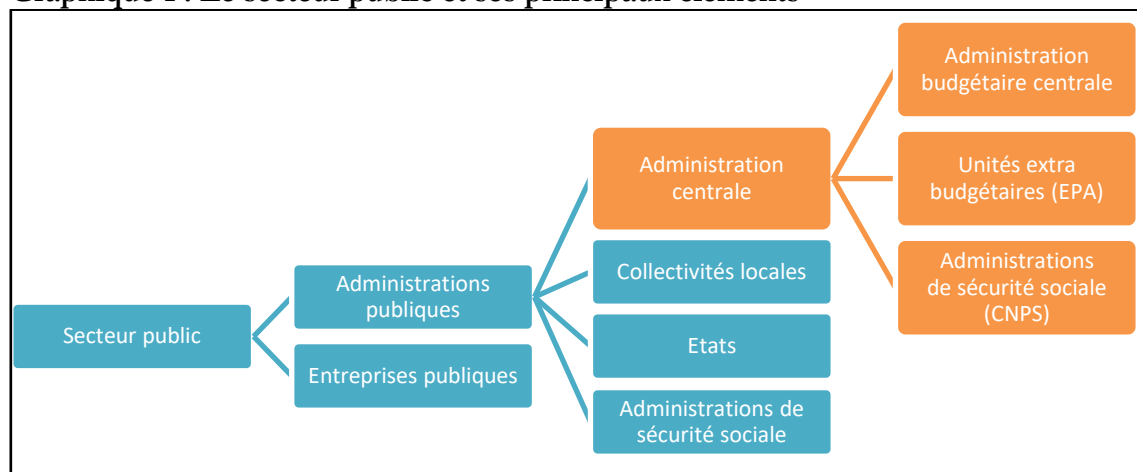 Administration
budgétaire centrale
Administration
centrale
Unités extra
budgétaires (EPA)
Collectivités locales
Administrations
de sécurité sociale
(CNPS)
Administrations
publiques
Secteur public
Etats
Entreprises publiques
Administrations de
sécurité sociale